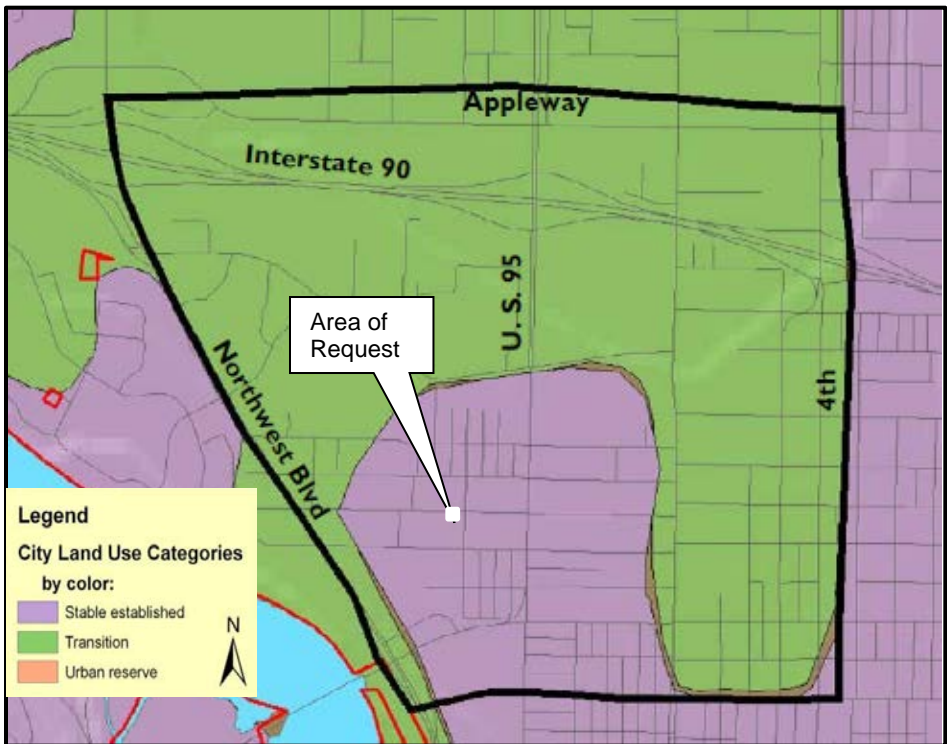 Appleway
Interstate 90
U. S. 95
Area of
Request
Northwest Blvd
4th
Legend
City Land Use Categories
by color:
Stable established
Transition
Urban reserve
N